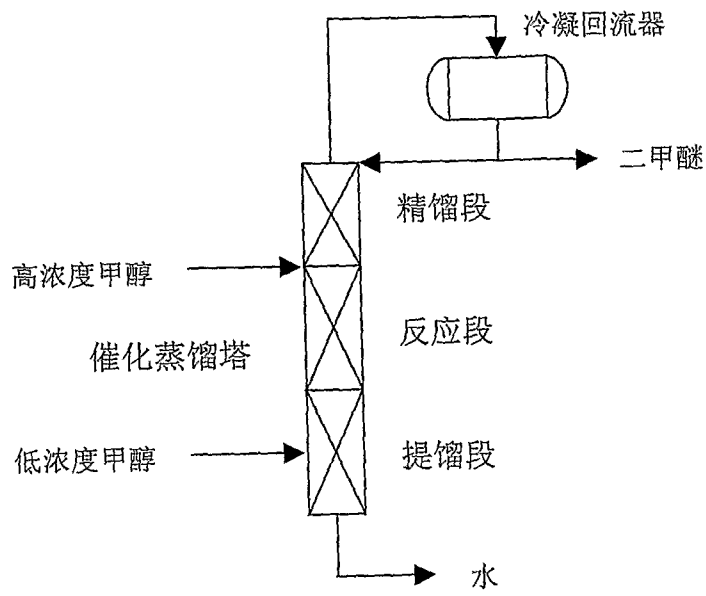 冷凝回流器
二甲醚
精馏段
高浓度甲醇
反应段
催化蒸馏塔
提馏段
低浓度甲醇
水